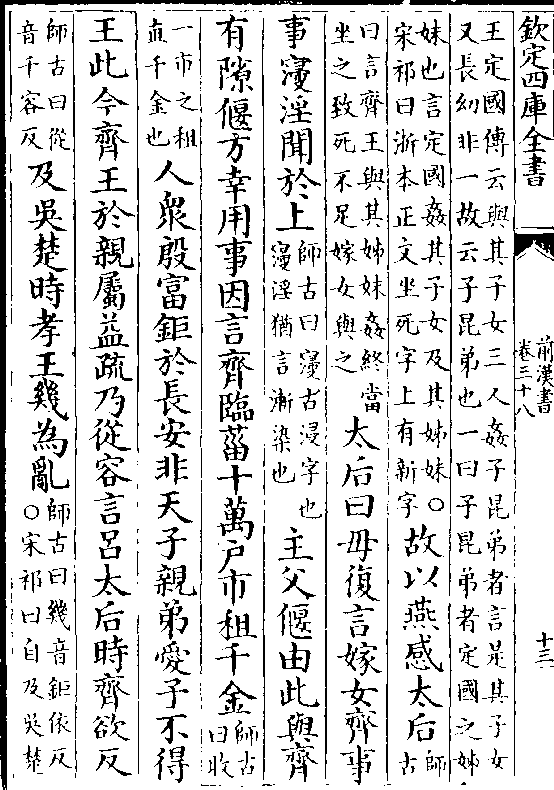 欽定四庫全書
前漢書
卷三十八
十三
王定國傳云與其子女三人姦子昆弟者言是其子女
又長幼非一故云子昆弟也一曰子昆弟者定國之姊
妹也言定國姦其子女及其姊妹〇
宋祁曰浙本正文坐死字上有新字
故以燕感太后
師古
曰言齊王與其姊妹姦終當
坐之致死不足嫁女與之
太后曰毋復言嫁女齊事
事寖淫聞於上
師古曰寖古浸字也
寖淫猶言漸染也
主父偃由此與齊
有隙偃方幸用事因言齊臨菑十萬戶市租千金
師古
曰收
一市之租
直千金也
人衆殷富鉅於長安非天子親弟愛子不得
王此今齊王於親屬益疏乃從容言呂太后時齊欲反
師古曰從
音千容反
及吳楚時孝王幾為亂
師古曰幾音鉅依反
〇宋祁曰自及吳楚